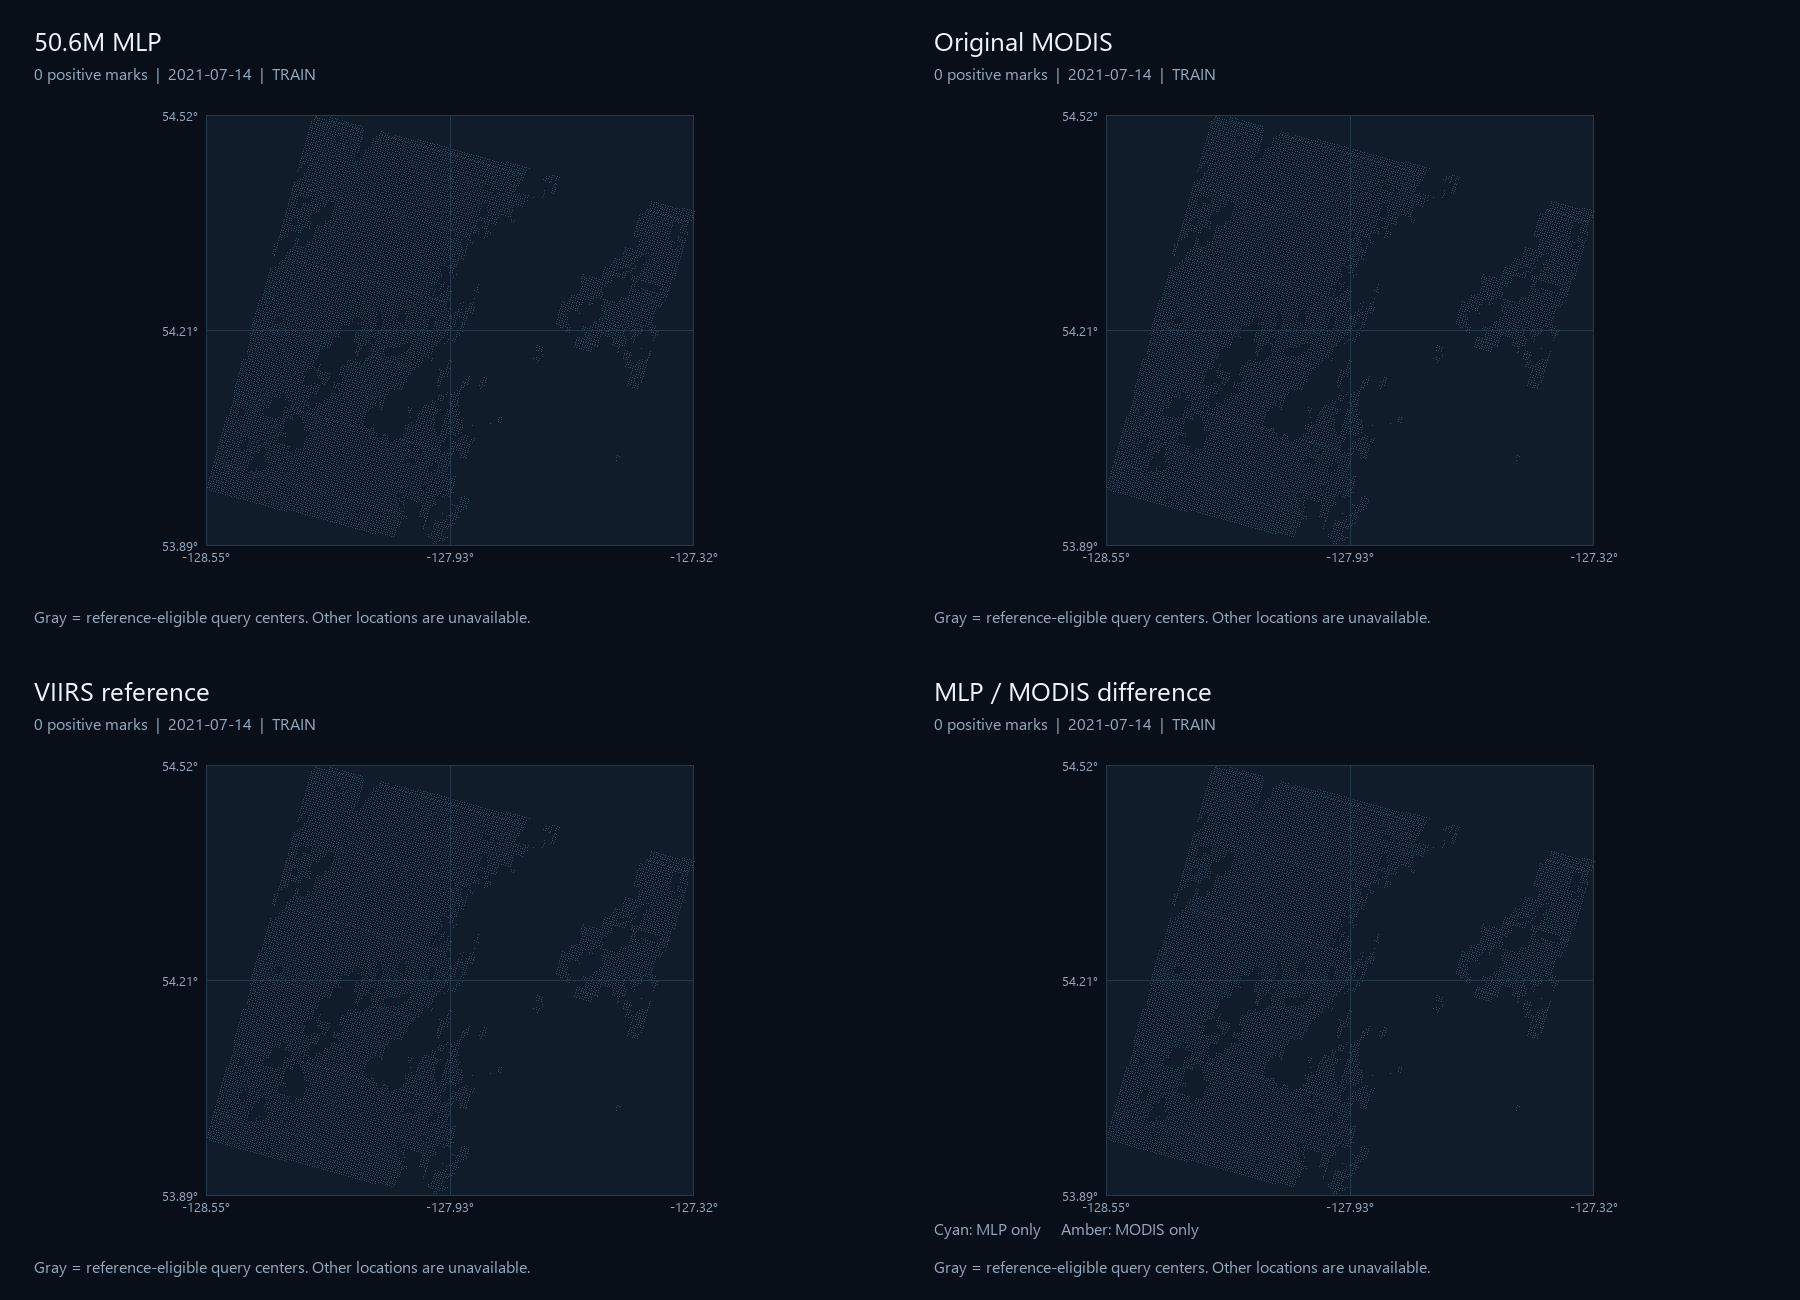 50.6M MLP
0 positive marks | 2021-07-14 | TRAIN
54.52°
54.21°
53.89°
-128.55°
-127.93°
-127.32°
Gray = reference-eligible query centers. Other locations are unavailable.
Original MODIS
0 positive marks | 2021-07-14 | TRAIN
54.52°
54.21°
53.89°
-128.55°
-127.93°
-127.32°
Gray = reference-eligible query centers. Other locations are unavailable.
VIIRS reference
0 positive marks | 2021-07-14 | TRAIN
54.52°
54.21°
53.89°
-128.55°
-127.93°
-127.32°
Gray = reference-eligible query centers. Other locations are unavailable.
MLP / MODIS difference
0 positive marks | 2021-07-14 | TRAIN
54.52°
54.21°
53.89°
-128.55°
-127.93°
-127.32°
Cyan: MLP only Amber: MODIS only
Gray = reference-eligible query centers. Other locations are unavailable.